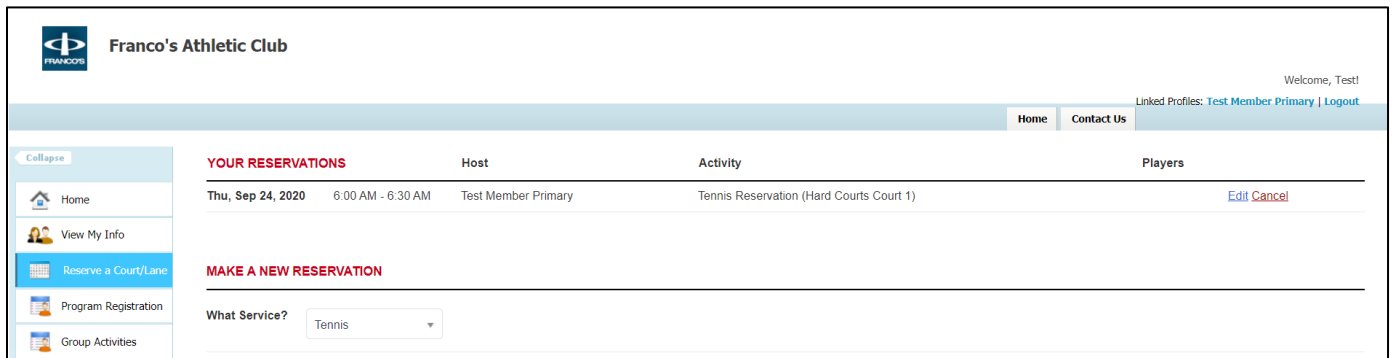 FRANCO'S
Franco's Athletic Club
Welcome, Test!
Linked Profiles: Test Member Primary | Logout
Home Contact Us
Collapse
Home
View My Info
Reserve a Court/Lane
Program Registration
Group Activities
YOUR RESERVATIONS Host Activity Players
Thu, Sep 24, 2020 6:00 AM - 6:30 AM Test Member Primary Tennis Reservation (Hard Courts Court 1) Edit Cancel
MAKE A NEW RESERVATION
What Service? Tennis